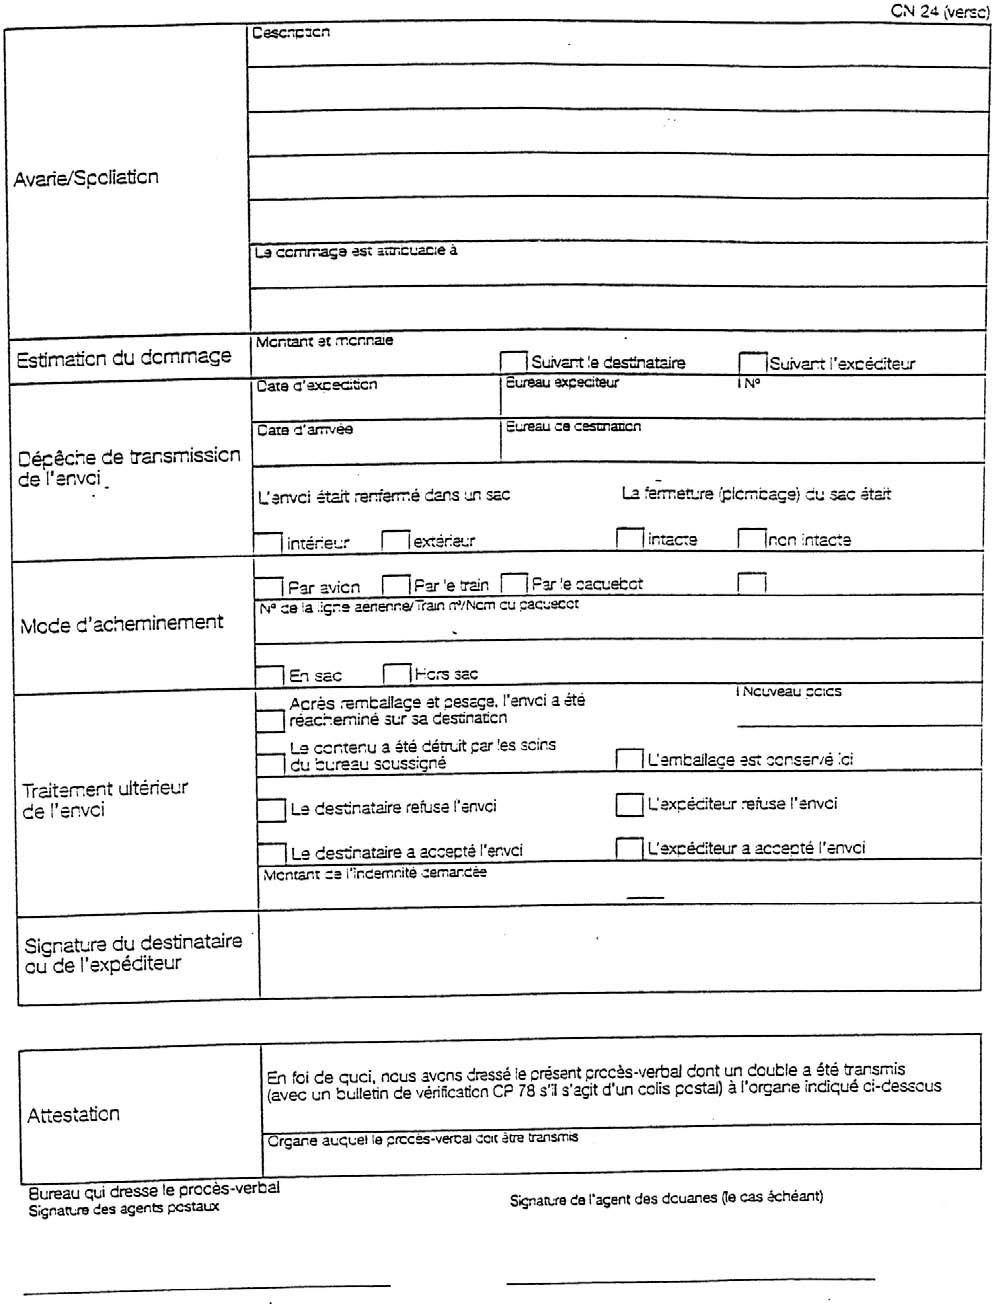 CN 24 (verso)
Description
Avarie/Spoliation
Le dommage est attribuable à
Estimation du dommage
Montant et monnaie
Suivant le destinataire
Suivant l'expéditeur
Dépêche de transmission
de l'envoi
Date d'expédition
Bureau expéditeur
Nº
Date d'arrivée
Bureau de destination
L'envoi était renfermé dans un sac
La fermeture (plombage) du sac était
intérieur
extérieur
intacte
non intacte
Mode d'acheminement
Par avion
Par le train
Par le paquebot
Nº de la ligne aérienne/Train nº/Nom du paquebot
En sac
Hors sac
Traitement ultérieur
de l'envoi
Après remballage et pesage, l'envoi a été
réacheminé sur sa destination
Nouveau poids
Le contenu a été détruit par les soins
du bureau soussigné
L'emballage est conservé ici
Le destinataire refuse l'envoi
L'expéditeur refuse l'envoi
Le destinataire a accepté l'envoi
L'expéditeur a accepté l'envoi
Montant de l'indemnité demandée
Signature du destinataire
ou de l'expéditeur
Attestation
En foi de quoi, nous avons dressé le présent procès-verbal dont un double a été transmis
(avec un bulletin de vérification CP 78 s'il s'agit d'un colis postal) à l'organe indiqué ci-dessous
Organe auquel le procès-verbal doit être transmis
Bureau qui dresse le procès-verbal
Signature des agents postaux
Signature de l'agent des douanes (le cas échéant)